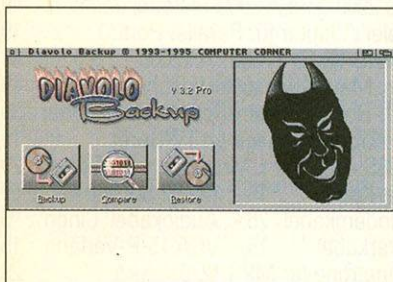 Diavolo Backup © 1993-1995 COMPUTER CORNER
DIAVOLO
Backup
v 3.2 Pro
Backup
Compare
Restore